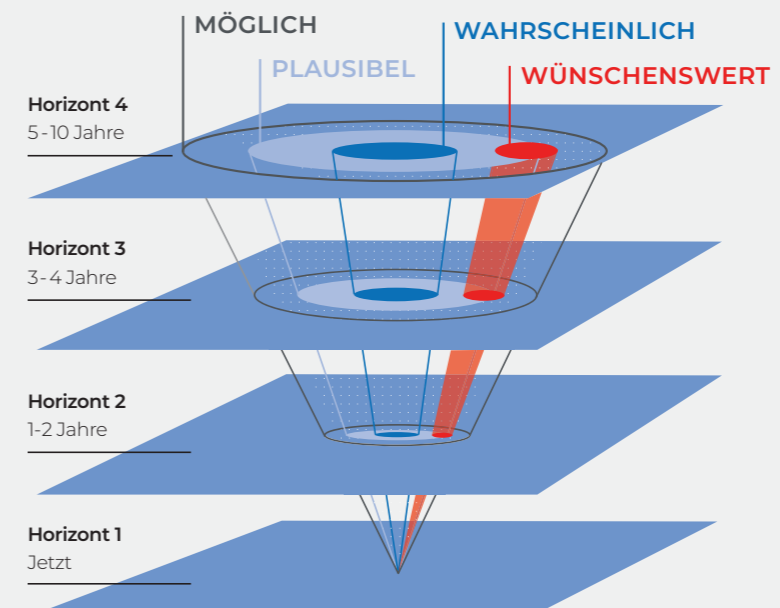 MÖGLICH
WAHRSCHEINLICH
PLAUSIBEL
WÜNSCHENSWERT
Horizont 4
5-10 Jahre
Horizont 3
3-4 Jahre
Horizont 2
1-2 Jahre
Horizont 1
Jetzt